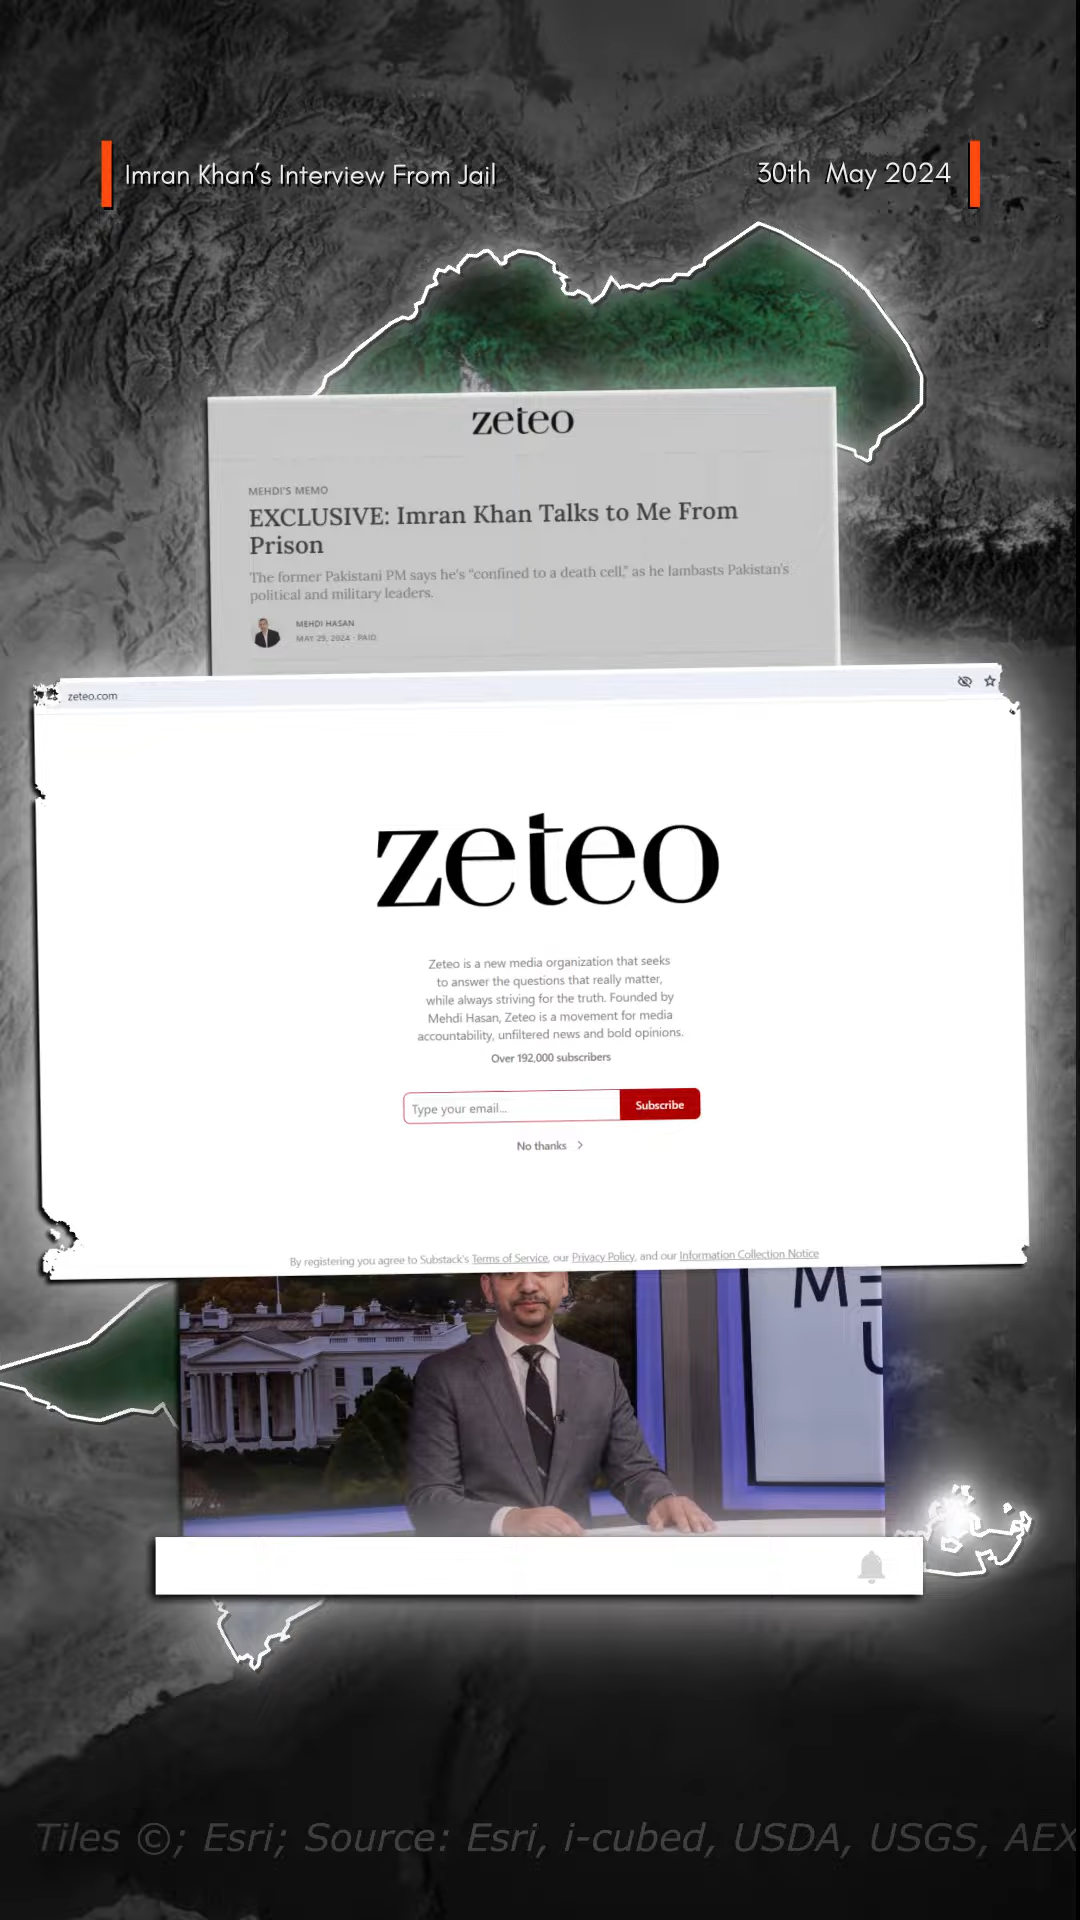 Imran Khan's Interview From Jail
30th May 2024
zeteo
MEHDI'S MEMO
EXCLUSIVE: Imran Khan Talks to Me From
Prison
The former Pakistani PM says he's "confined to a death cell," as he lambasts Pakistan's
political and military leaders.
MEHDI HASAN
MAY 29, 2024 · PAID
zeteo.com
zeteo
Zeteo is a new media organization that seeks
to answer the questions that really matter,
while always striving for the truth. Founded by
Mehdi Hasan, Zeteo is a movement for media
accountability, unfiltered news and bold opinions.
Over 192,000 subscribers
Type your email...
Subscribe
No thanks
By registering you agree to Substack's Terms of Service, our Privacy Policy, and our Information Collection Notice
Tiles ©; Esri; Source: Esri, i-cubed, USDA, USGS, AEX